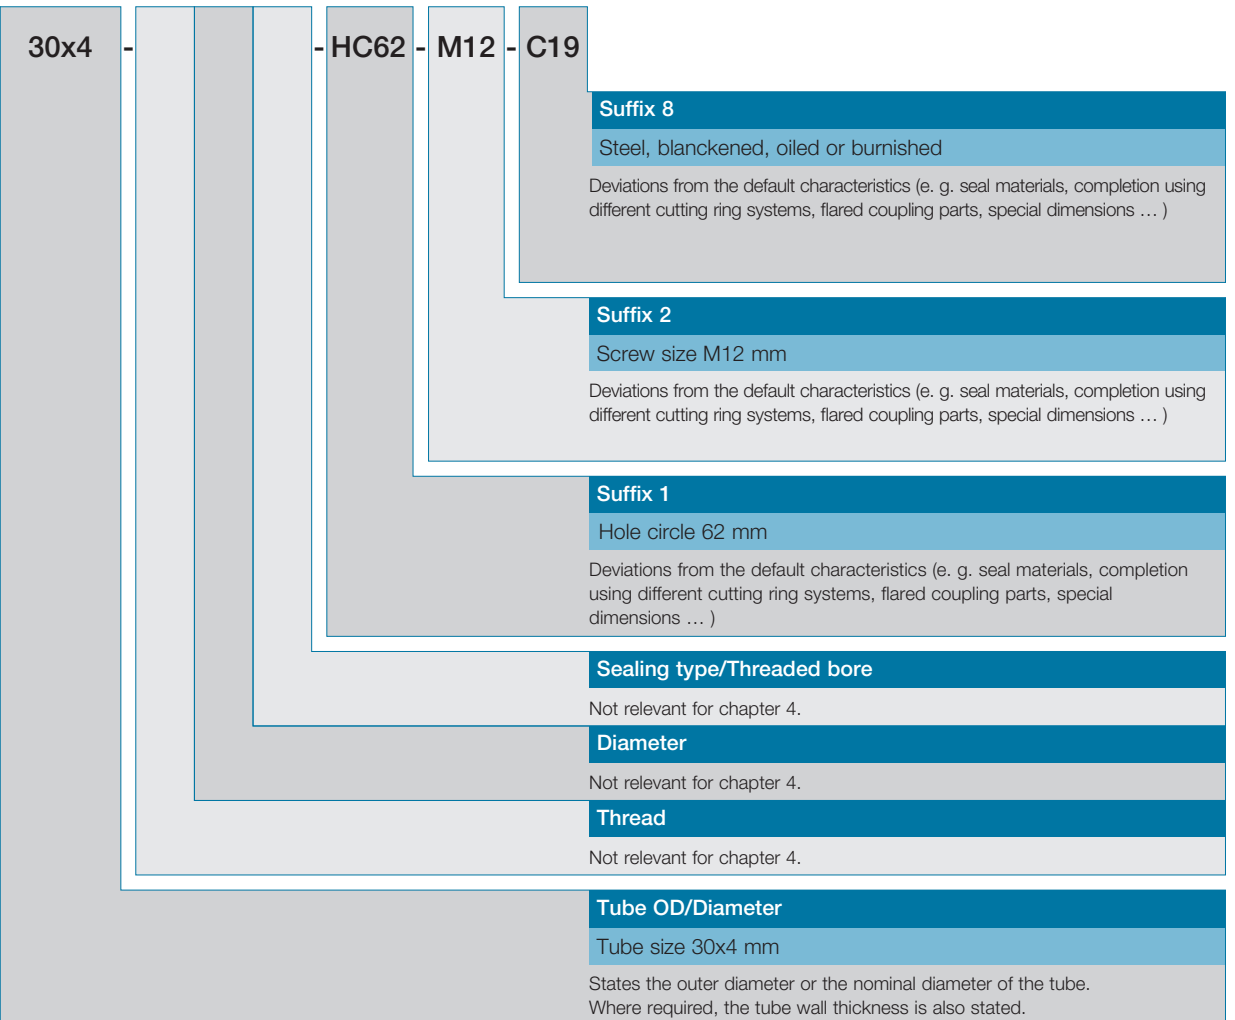 30x4 - - HC62 - M12 - C19
Suffix 8
Steel, blanckened, oiled or burnished
Deviations from the default characteristics (e. g. seal materials, completion using
different cutting ring systems, flared coupling parts, special dimensions … )
Suffix 2
Screw size M12 mm
Deviations from the default characteristics (e. g. seal materials, completion using
different cutting ring systems, flared coupling parts, special dimensions … )
Suffix 1
Hole circle 62 mm
Deviations from the default characteristics (e. g. seal materials, completion
using different cutting ring systems, flared coupling parts, special
dimensions … )
Sealing type/Threaded bore
Not relevant for chapter 4.
Diameter
Not relevant for chapter 4.
Thread
Not relevant for chapter 4.
Tube OD/Diameter
Tube size 30x4 mm
States the outer diameter or the nominal diameter of the tube.
Where required, the tube wall thickness is also stated.